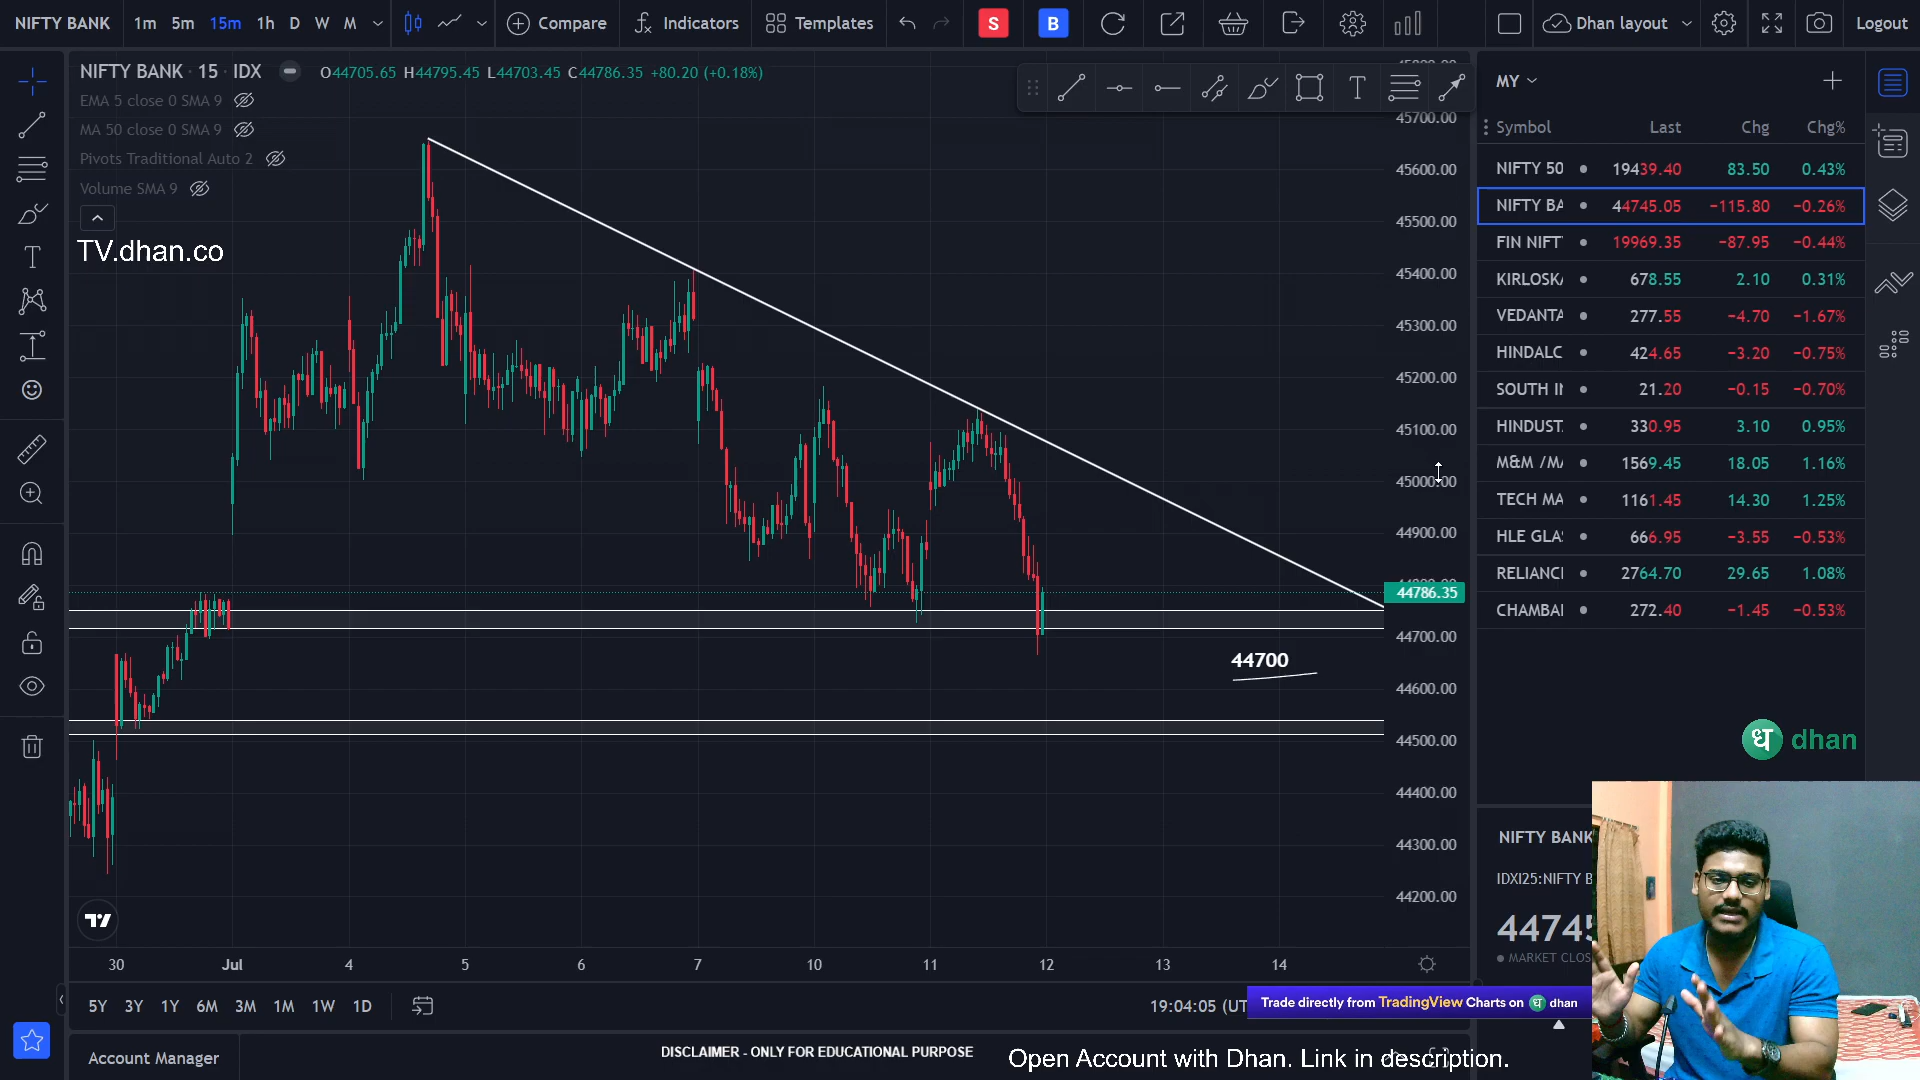 NIFTY BANK 1m 5m 15m 1h D W M Compare Indicators Templates S B Dhan layout Logout
NIFTY BANK · 15 · IDX O44705.65 H44795.45 L44703.45 C44786.35 +80.20 (+0.18%)
EMA 5 close 0 SMA 9
MA 50 close 0 SMA 9
Pivots Traditional Auto 2
Volume SMA 9
TV.dhan.co
45700.00
45600.00
45500.00
45400.00
45300.00
45200.00
45100.00
45000.00
44900.00
44786.35
44700.00
44600.00
44500.00
44400.00
44300.00
44200.00
44700
30 Jul 4 5 6 7 10 11 12 13 14
5Y 3Y 1Y 6M 3M 1M 1W 1D
19:04:05 (UT
Account Manager
MY
Symbol Last Chg Chg%
NIFTY 50 19439.40 83.50 0.43%
NIFTY BA 44745.05 −115.80 −0.26%
FIN NIFT 19969.35 −87.95 −0.44%
KIRLOSK 678.55 2.10 0.31%
VEDANTA 277.55 −4.70 −1.67%
HINDALC 424.65 −3.20 −0.75%
SOUTH I 21.20 −0.15 −0.70%
HINDUST. 330.95 3.10 0.95%
M&M /M 1569.45 18.05 1.16%
TECH MA 1161.45 14.30 1.25%
HLE GLA 666.95 −3.55 −0.53%
RELIANC 2764.70 29.65 1.08%
CHAMBA 272.40 −1.45 −0.53%
ध dhan
NIFTY BANK
IDXI25:NIFTY B
44745
MARKET CLOS
Trade directly from TradingView Charts on ध dhan
DISCLAIMER - ONLY FOR EDUCATIONAL PURPOSE
Open Account with Dhan. Link in description.